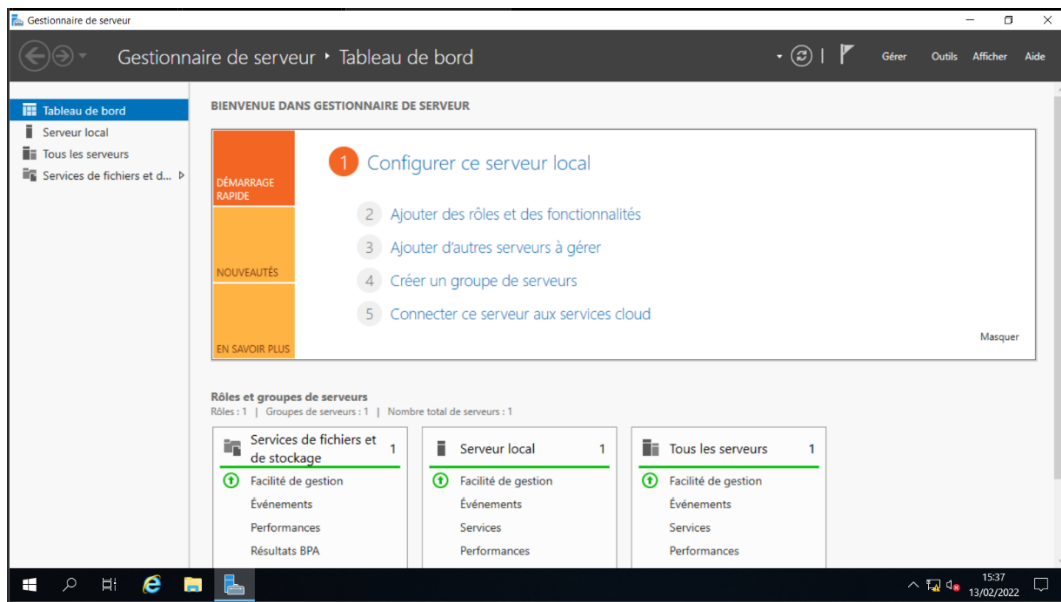 Gestionnaire de serveur
Gestionnaire de serveur ‣ Tableau de bord
Gérer
Outils
Afficher
Aide
Tableau de bord
Serveur local
Tous les serveurs
Services de fichiers et d...
BIENVENUE DANS GESTIONNAIRE DE SERVEUR
DÉMARRAGE
RAPIDE
NOUVEAUTÉS
EN SAVOIR PLUS
1 Configurer ce serveur local
2 Ajouter des rôles et des fonctionnalités
3 Ajouter d'autres serveurs à gérer
4 Créer un groupe de serveurs
5 Connecter ce serveur aux services cloud
Masquer
Rôles et groupes de serveurs
Rôles : 1 | Groupes de serveurs : 1 | Nombre total de serveurs : 1
Services de fichiers et
de stockage
1
Facilité de gestion
Événements
Performances
Résultats BPA
Serveur local 1
Facilité de gestion
Événements
Services
Performances
Tous les serveurs 1
Facilité de gestion
Événements
Services
Performances
15:37
13/02/2022